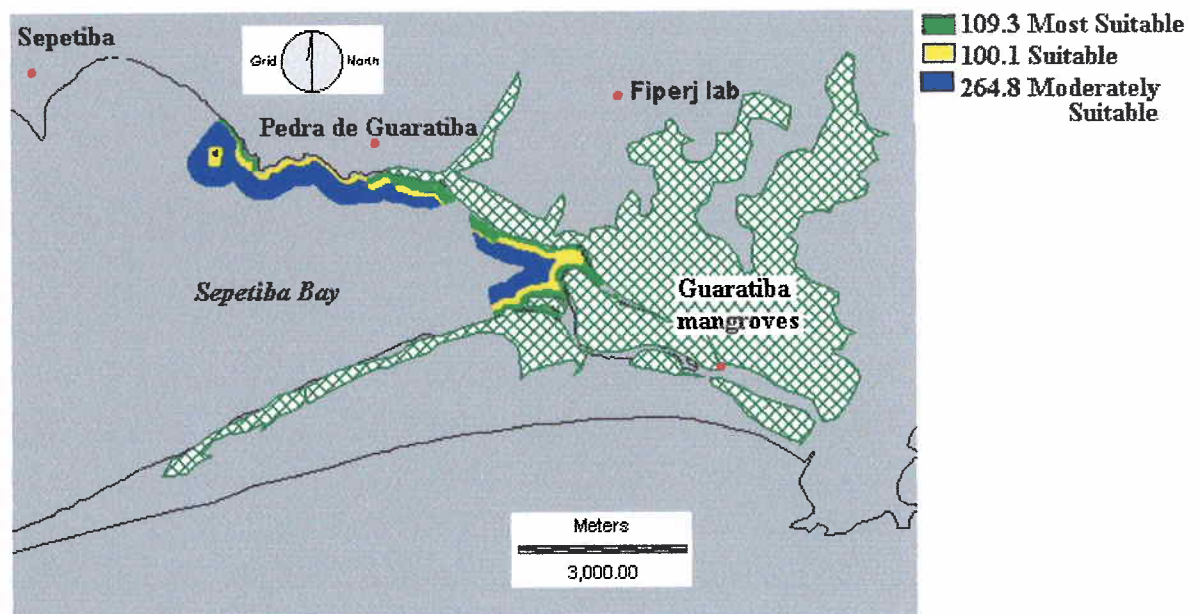 Sepetiba
Grid North
Fiperj lab
Pedra de Guaratiba
Sepetiba Bay
Guaratiba
mangroves
Meters
3,000.00
109.3 Most Suitable
100.1 Suitable
264.8 Moderately
Suitable